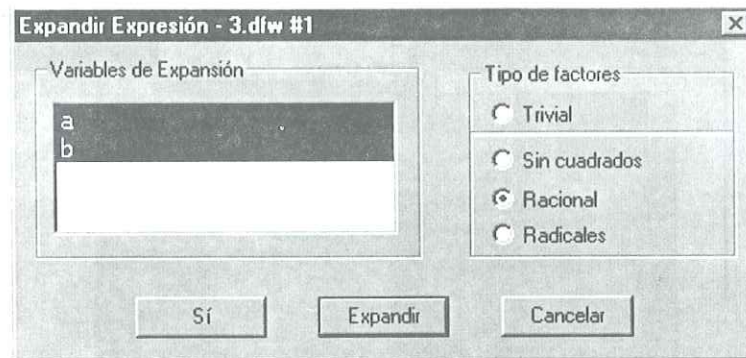 Expandir Expresión - 3.dfw #1
Variables de Expansión
a
b
Tipo de factores
Trivial
Sin cuadrados
Racional
Radicales
Sí
Expandir
Cancelar